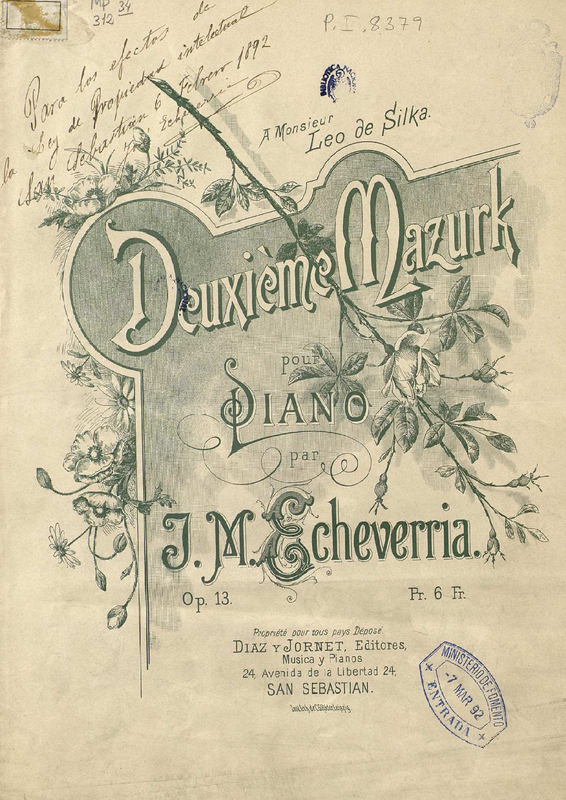 MP 34
312
P.I.8379
Para los efectos de
la Ley de Propiedad intelectual
San Sebastián 6 Febrero 1892
Echeverria
BIBLIOTECA NACIONAL
A Monsieur
Leo de Silka.
Deuxième Mazurk
pour
PIANO
par
J. M. Echeverria.
Op. 13.
Pr. 6 Fr.
Propriété pour tous pays Déposé
DIAZ Y JORNET, Editores,
Musica y Pianos
24, Avenida de la Libertad 24,
SAN SEBASTIAN.
MINISTERIO DE FOMENTO
-7 MAR 92
ENTRADA